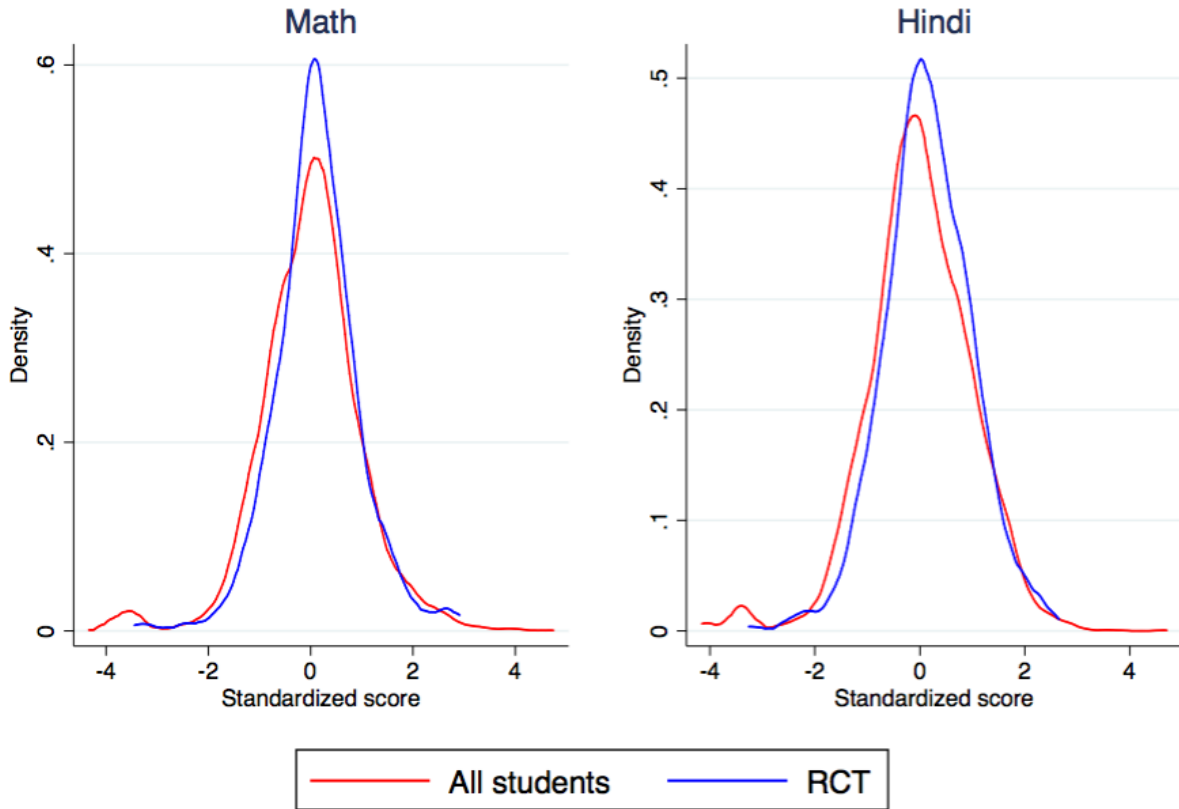 Math
Density
.6
.4
.2
0
-4 -2 0 2 4
Standardized score
Hindi
Density
.5
.4
.3
.2
.1
0
-4 -2 0 2 4
Standardized score
All students RCT